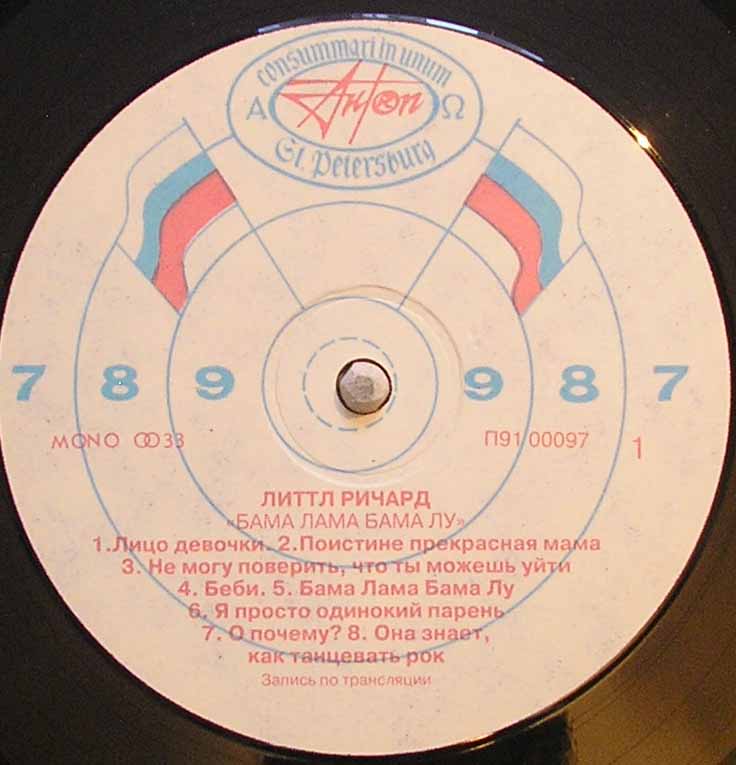 consummari in unum
Α Anton Ω
St. Petersburg
7 8 9 9 8 7
MONO 33 П91 00097 1
ЛИТТЛ РИЧАРД
«БАМА ЛАМА БАМА ЛУ»
1.Лицо девочки. 2.Поистине прекрасная мама
3. Не могу поверить, что ты можешь уйти
4. Беби. 5. Бама Лама Бама Лу
6. Я просто одинокий парень
7. О почему? 8. Она знает,
как танцевать рок
Запись по трансляции